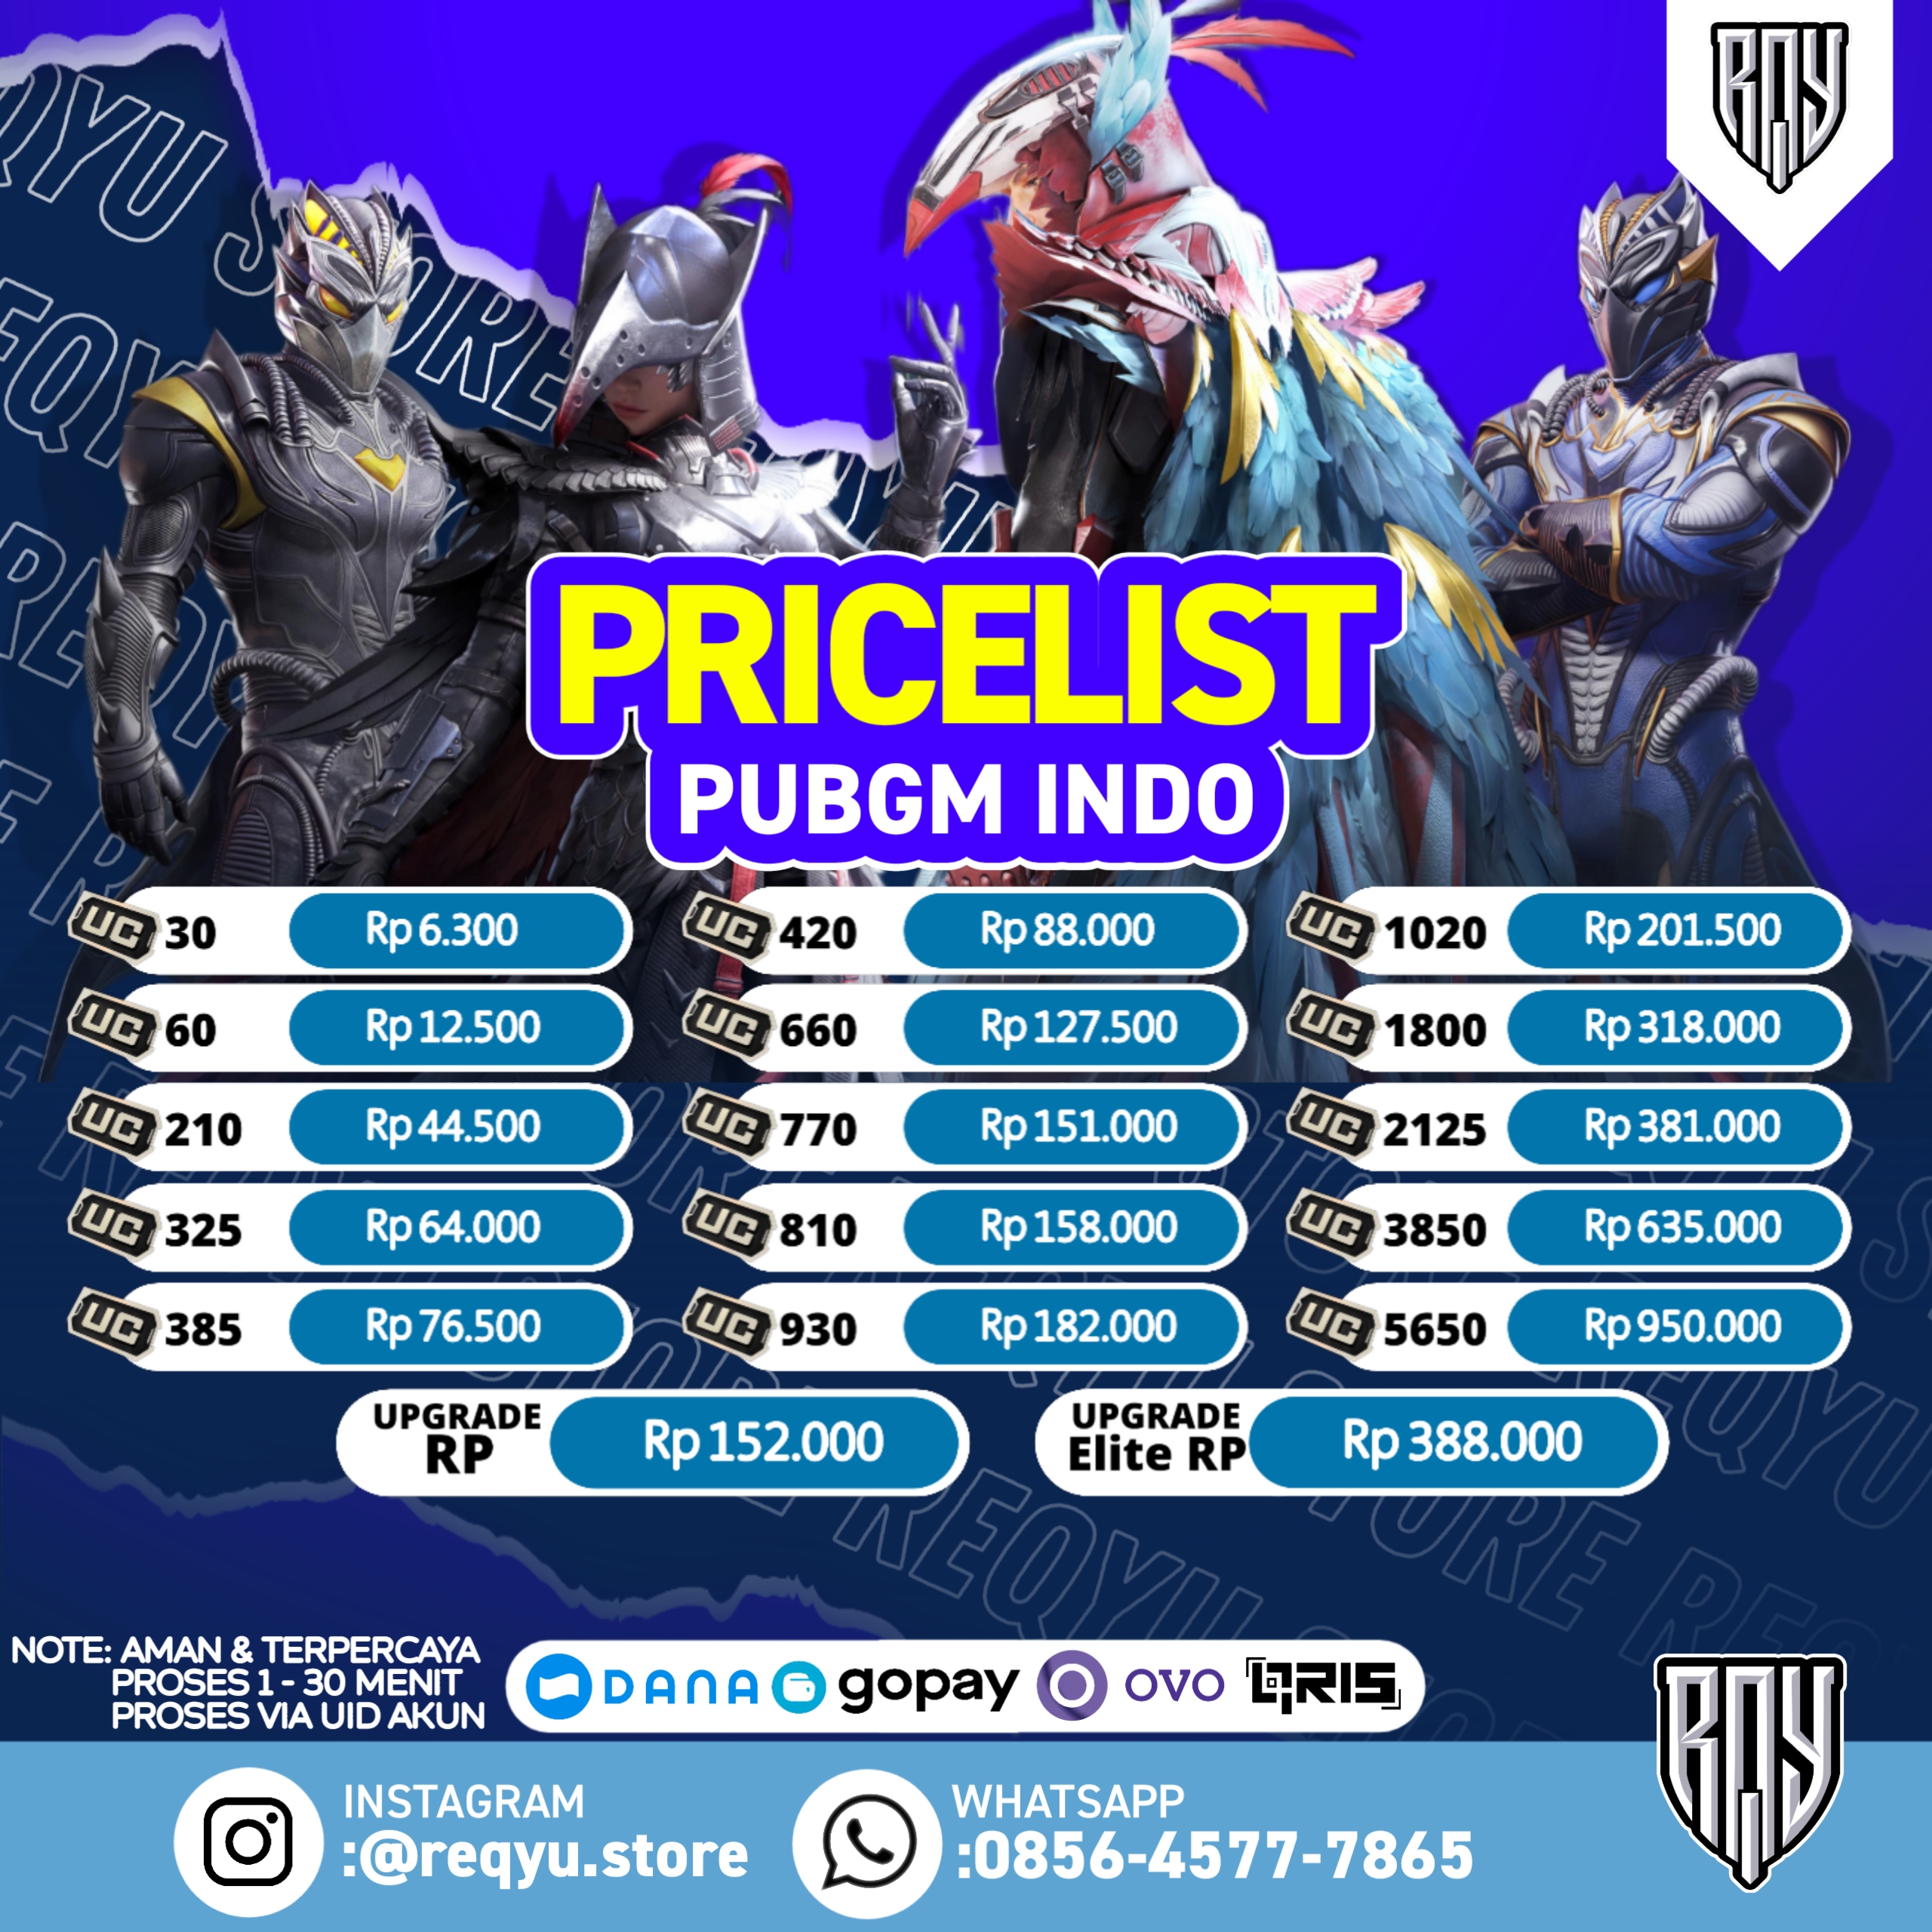 RQY
PRICELIST
PUBGM INDO
UC 30 Rp 6.300
UC 420 Rp 88.000
UC 1020 Rp 201.500
UC 60 Rp 12.500
UC 660 Rp 127.500
UC 1800 Rp 318.000
UC 210 Rp 44.500
UC 770 Rp 151.000
UC 2125 Rp 381.000
UC 325 Rp 64.000
UC 810 Rp 158.000
UC 3850 Rp 635.000
UC 385 Rp 76.500
UC 930 Rp 182.000
UC 5650 Rp 950.000
UPGRADE
RP
Rp 152.000
UPGRADE
Elite RP
Rp 388.000
REQYU STORE
NOTE: AMAN & TERPERCAYA
PROSES 1 - 30 MENIT
PROSES VIA UID AKUN
DANA gopay OVO QRIS
RQY
INSTAGRAM
:@reqyu.store
WHATSAPP
:0856-4577-7865